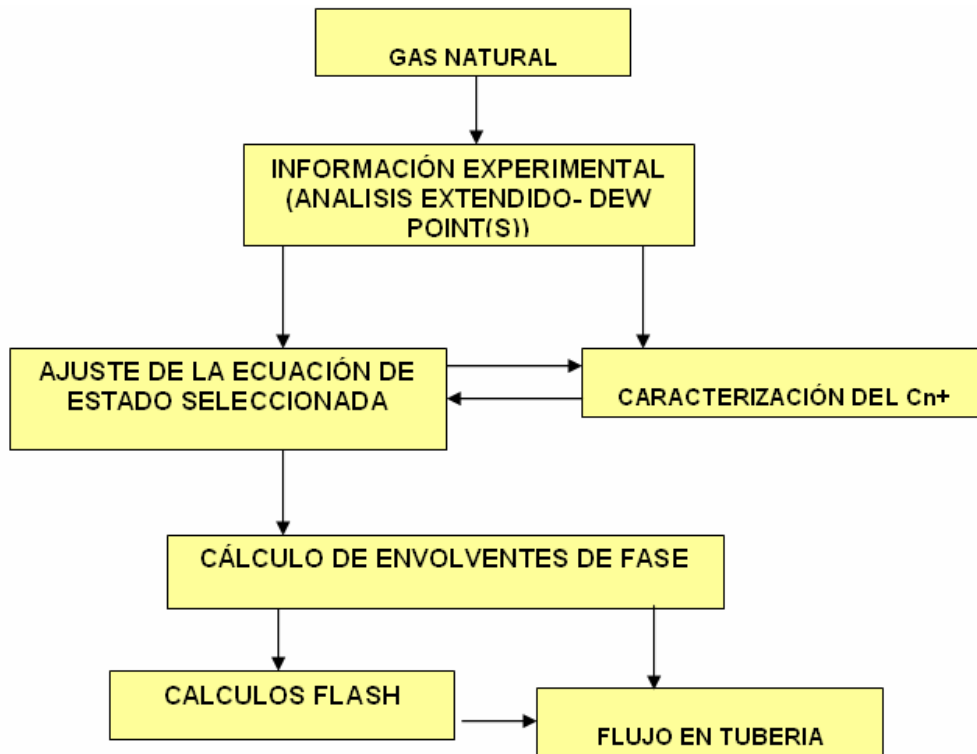 GAS NATURAL
INFORMACIÓN EXPERIMENTAL
(ANALISIS EXTENDIDO- DEW
POINT(S))
AJUSTE DE LA ECUACIÓN DE
ESTADO SELECCIONADA
CARACTERIZACIÓN DEL Cn+
CÁLCULO DE ENVOLVENTES DE FASE
CALCULOS FLASH
FLUJO EN TUBERIA